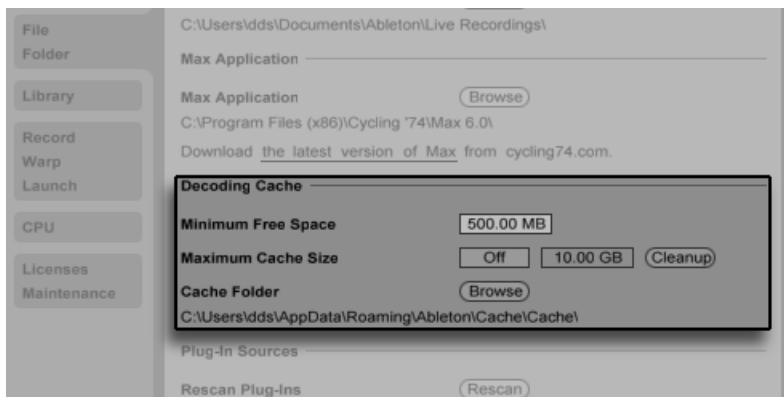 File
Folder
Library
Record
Warp
Launch
CPU
Licenses
Maintenance
C:\Users\dds\Documents\Ableton\Live Recordings\
Max Application
Max Application Browse
C:\Program Files (x86)\Cycling '74\Max 6.0\
Download the latest version of Max from cycling74.com.
Decoding Cache
Minimum Free Space 500.00 MB
Maximum Cache Size Off 10.00 GB Cleanup
Cache Folder Browse
C:\Users\dds\AppData\Roaming\Ableton\Cache\Cache\
Plug-In Sources
Rescan Plug-Ins Rescan